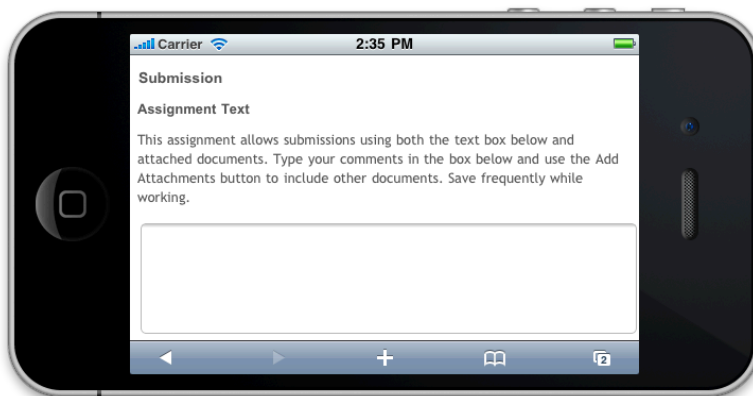 Carrier 2:35 PM
Submission
Assignment Text
This assignment allows submissions using both the text box below and
attached documents. Type your comments in the box below and use the Add
Attachments button to include other documents. Save frequently while
working.
2